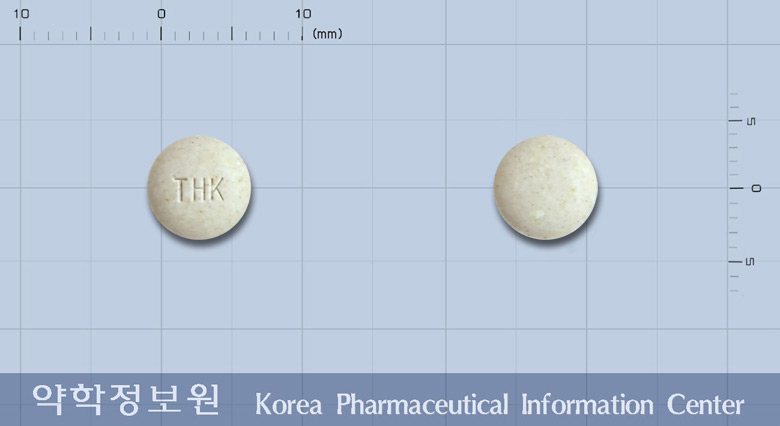 10 0 10
(mm)
THK
5
0
5
약학정보원 Korea Pharmaceutical Information Center